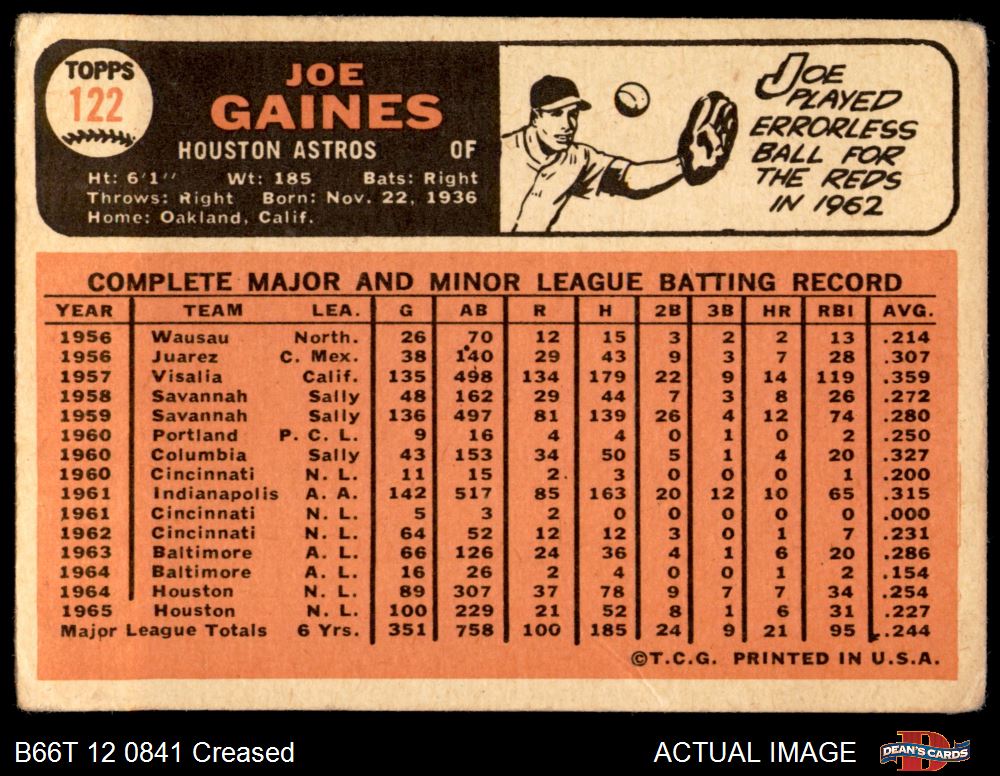 TOPPS
122
JOE
GAINES
HOUSTON ASTROS OF
Ht: 6'1" Wt: 185 Bats: Right
Throws: Right Born: Nov. 22, 1936
Home: Oakland, Calif.
JOE
PLAYED
ERRORLESS
BALL FOR
THE REDS
IN 1962
COMPLETE MAJOR AND MINOR LEAGUE BATTING RECORD
YEAR TEAM LEA. G AB R H 2B 3B HR RBI AVG.
1956 Wausau North. 26 70 12 15 3 2 2 13 .214
1956 Juarez C. Mex. 38 140 29 43 9 3 7 28 .307
1957 Visalia Calif. 135 498 134 179 22 9 14 119 .359
1958 Savannah Sally 48 162 29 44 7 3 8 26 .272
1959 Savannah Sally 136 497 81 139 26 4 12 74 .280
1960 Portland P. C. L. 9 16 4 4 0 1 0 2 .250
1960 Columbia Sally 43 153 34 50 5 1 4 20 .327
1960 Cincinnati N. L. 11 15 2 3 0 0 0 1 .200
1961 Indianapolis A. A. 142 517 85 163 20 12 10 65 .315
1961 Cincinnati N. L. 5 3 2 0 0 0 0 0 .000
1962 Cincinnati N. L. 64 52 12 12 3 0 1 7 .231
1963 Baltimore A. L. 66 126 24 36 4 1 6 20 .286
1964 Baltimore A. L. 16 26 2 4 0 0 1 2 .154
1964 Houston N. L. 89 307 37 78 9 7 7 34 .254
1965 Houston N. L. 100 229 21 52 8 1 6 31 .227
Major League Totals 6 Yrs. 351 758 100 185 24 9 21 95 .244
©T.C.G. PRINTED IN U.S.A.
B66T 12 0841 Creased ACTUAL IMAGE DEAN'S CARDS